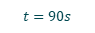 t = 90s